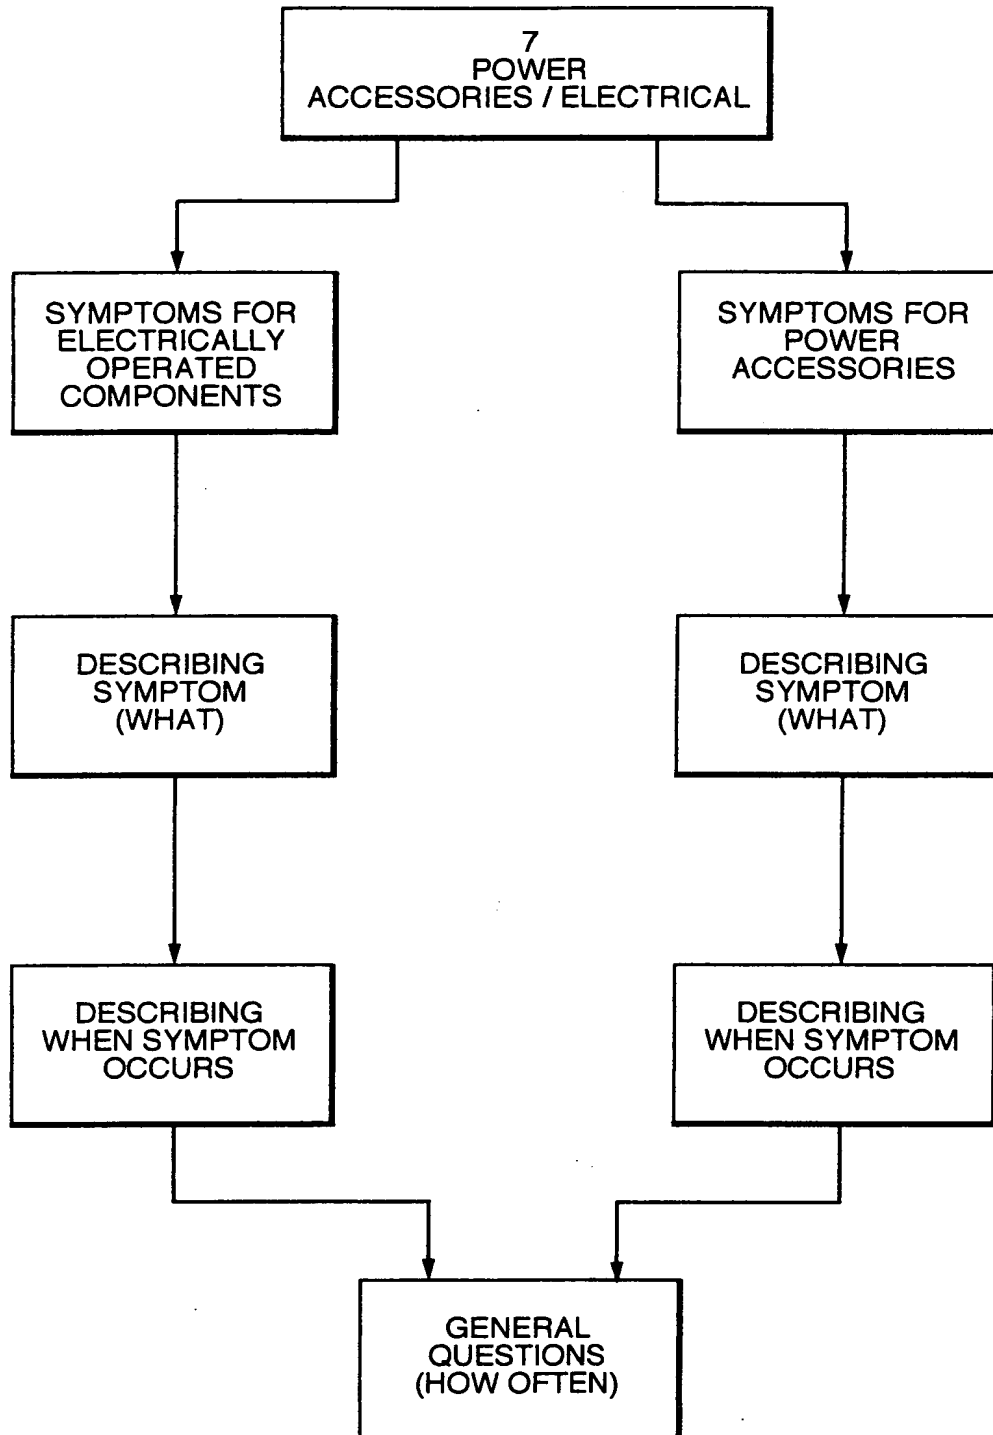 7
POWER
ACCESSORIES / ELECTRICAL
SYMPTOMS FOR
ELECTRICALLY
OPERATED
COMPONENTS
SYMPTOMS FOR
POWER
ACCESSORIES
DESCRIBING
SYMPTOM
(WHAT)
DESCRIBING
SYMPTOM
(WHAT)
DESCRIBING
WHEN SYMPTOM
OCCURS
DESCRIBING
WHEN SYMPTOM
OCCURS
GENERAL
QUESTIONS
(HOW OFTEN)